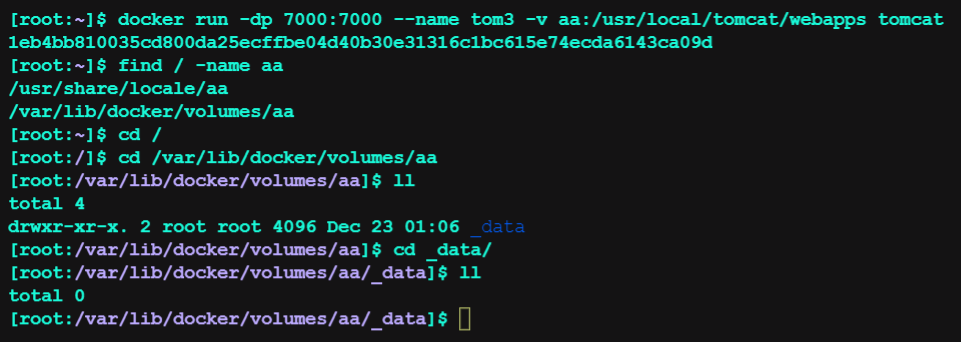 [root:~]$ docker run -dp 7000:7000 --name tom3 -v aa:/usr/local/tomcat/webapps tomcat
1eb4bb810035cd800da25ecffbe04d40b30e31316c1bc615e74ecda6143ca09d
[root:~]$ find / -name aa
/usr/share/locale/aa
/var/lib/docker/volumes/aa
[root:~]$ cd /
[root:/]$ cd /var/lib/docker/volumes/aa
[root:/var/lib/docker/volumes/aa]$ ll
total 4
drwxr-xr-x. 2 root root 4096 Dec 23 01:06 _data
[root:/var/lib/docker/volumes/aa]$ cd _data/
[root:/var/lib/docker/volumes/aa/_data]$ ll
total 0
[root:/var/lib/docker/volumes/aa/_data]$